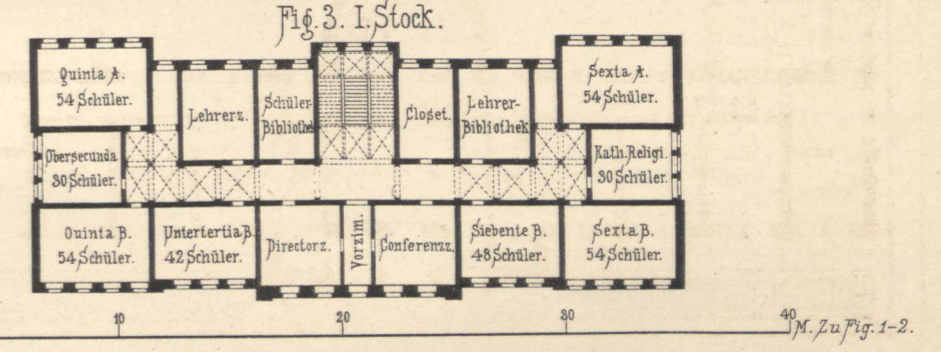 Fig. 3. I. Stock.
Quinta A.
54 Schüler.
Lehrerz.
Schüler-
Bibliothek
Closet.
Lehrer-
Bibliothek
Sexta A.
54 Schüler.
Obersecunda
30 Schüler.
Kath. Religi.
30 Schüler.
Quinta B.
54 Schüler.
Untertertia B.
42 Schüler.
Directorz.
Vorzim.
Conferenzz.
Siebente B.
48 Schüler.
Sexta B.
54 Schüler.
10
20
30
40
M. Zu Fig. 1-2.